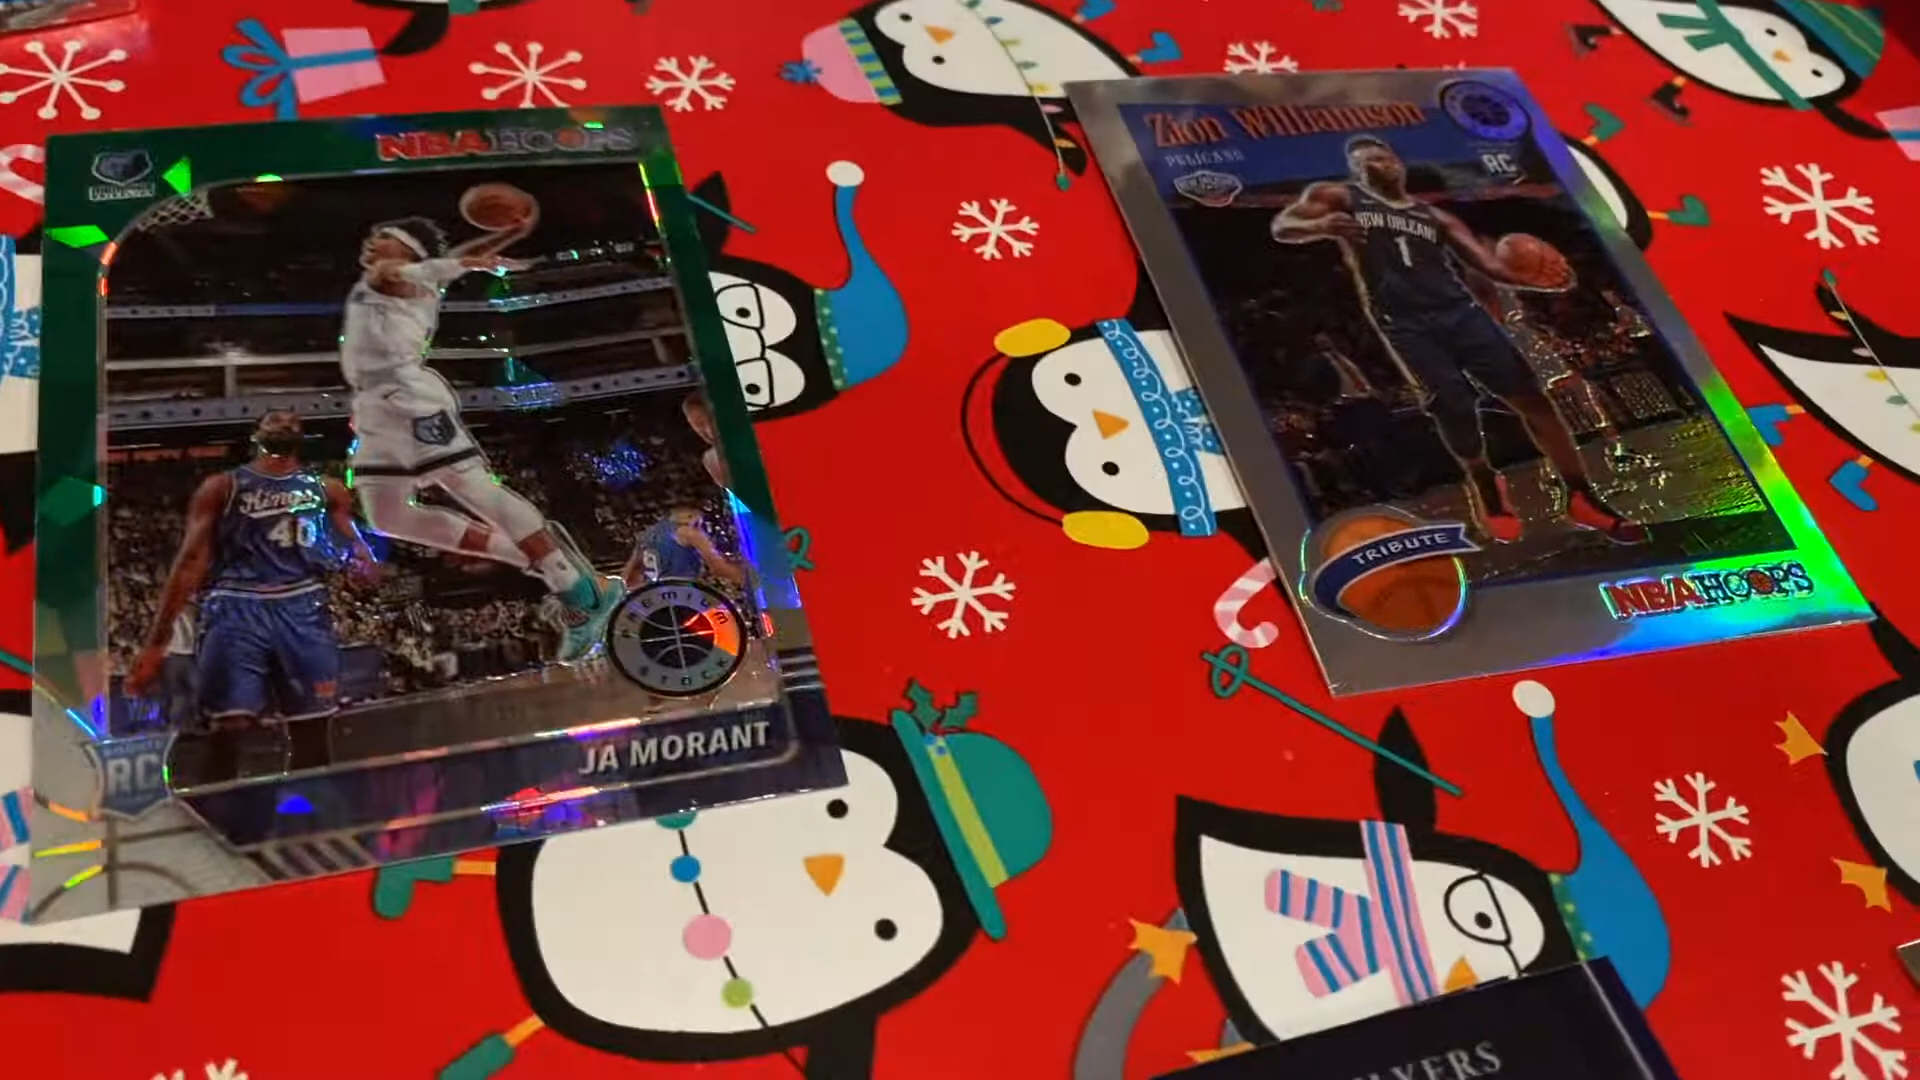 NBA HOOPS
JA MORANT
RC
PREMIUM
STOCK
Kings
40
9
Zion Williamson
PELICANS
RC
NEW ORLEANS
1
TRIBUTE
NBA HOOPS